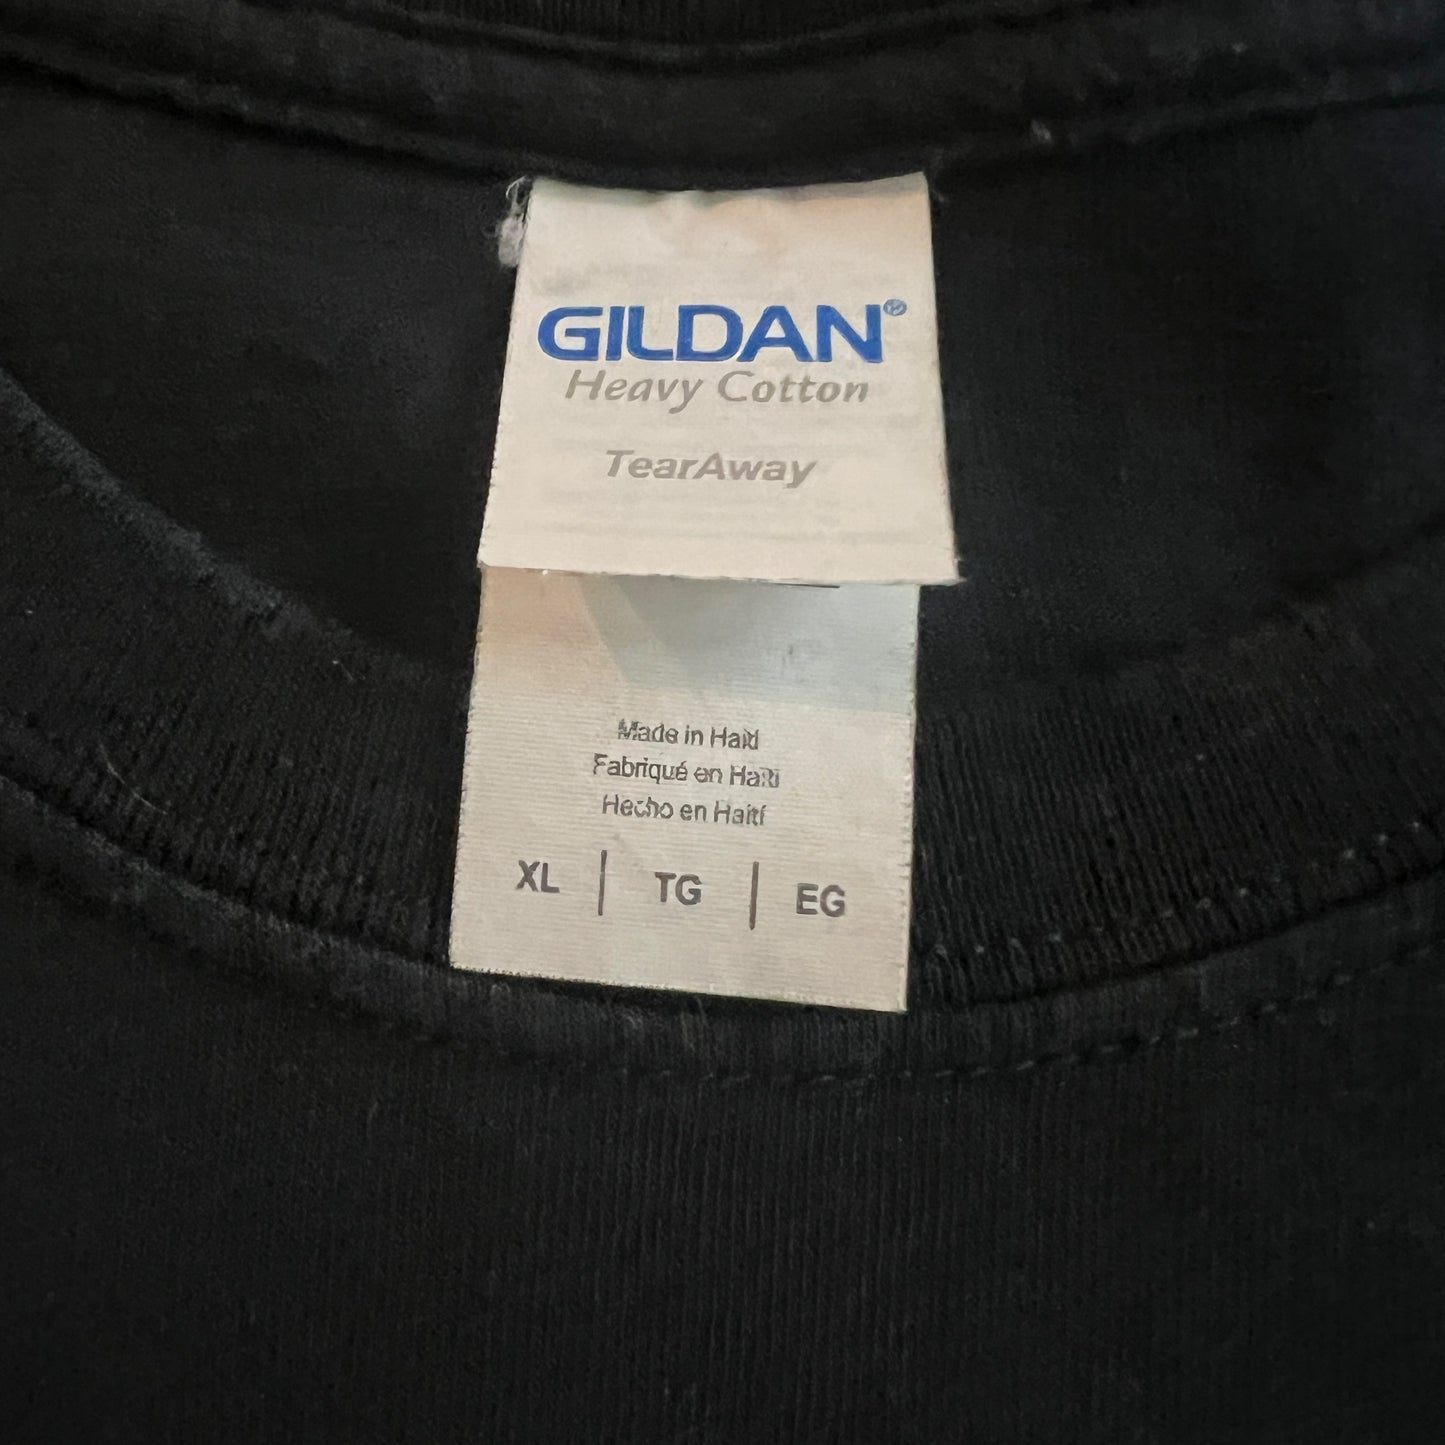 GILDAN®
Heavy Cotton
TearAway
Made in Haiti
Fabriqué en Haïti
Hecho en Haití
XL | TG | EG